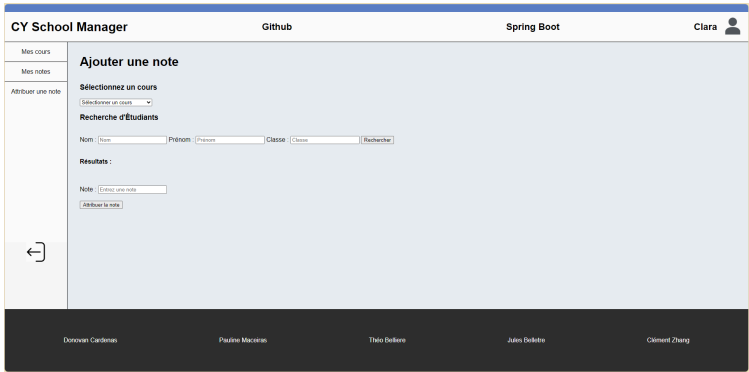 CY School Manager Github Spring Boot Clara
Mes cours
Mes notes
Attribuer une note
Ajouter une note
Sélectionnez un cours
Sélectionner un cours
Recherche d'Étudiants
Nom : Nom Prénom : Prénom Classe : Classe Rechercher
Résultats :
Note : Entrez une note
Attribuer la note
Donovan Cardenas Pauline Maceiras Théo Belliere Jules Belletre Clément Zhang